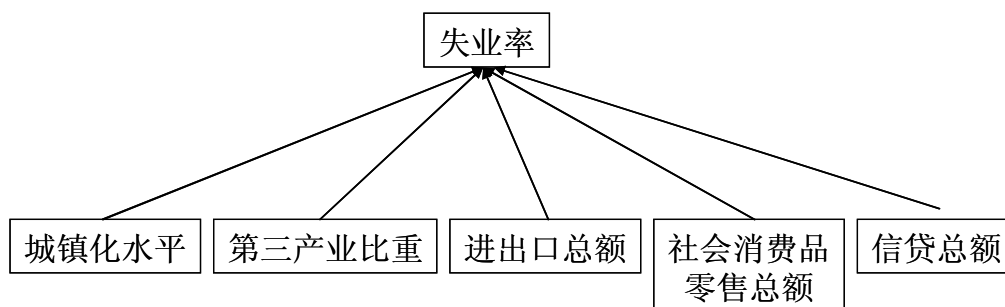 失业率
城镇化水平
第三产业比重
进出口总额
社会消费品
零售总额
信贷总额